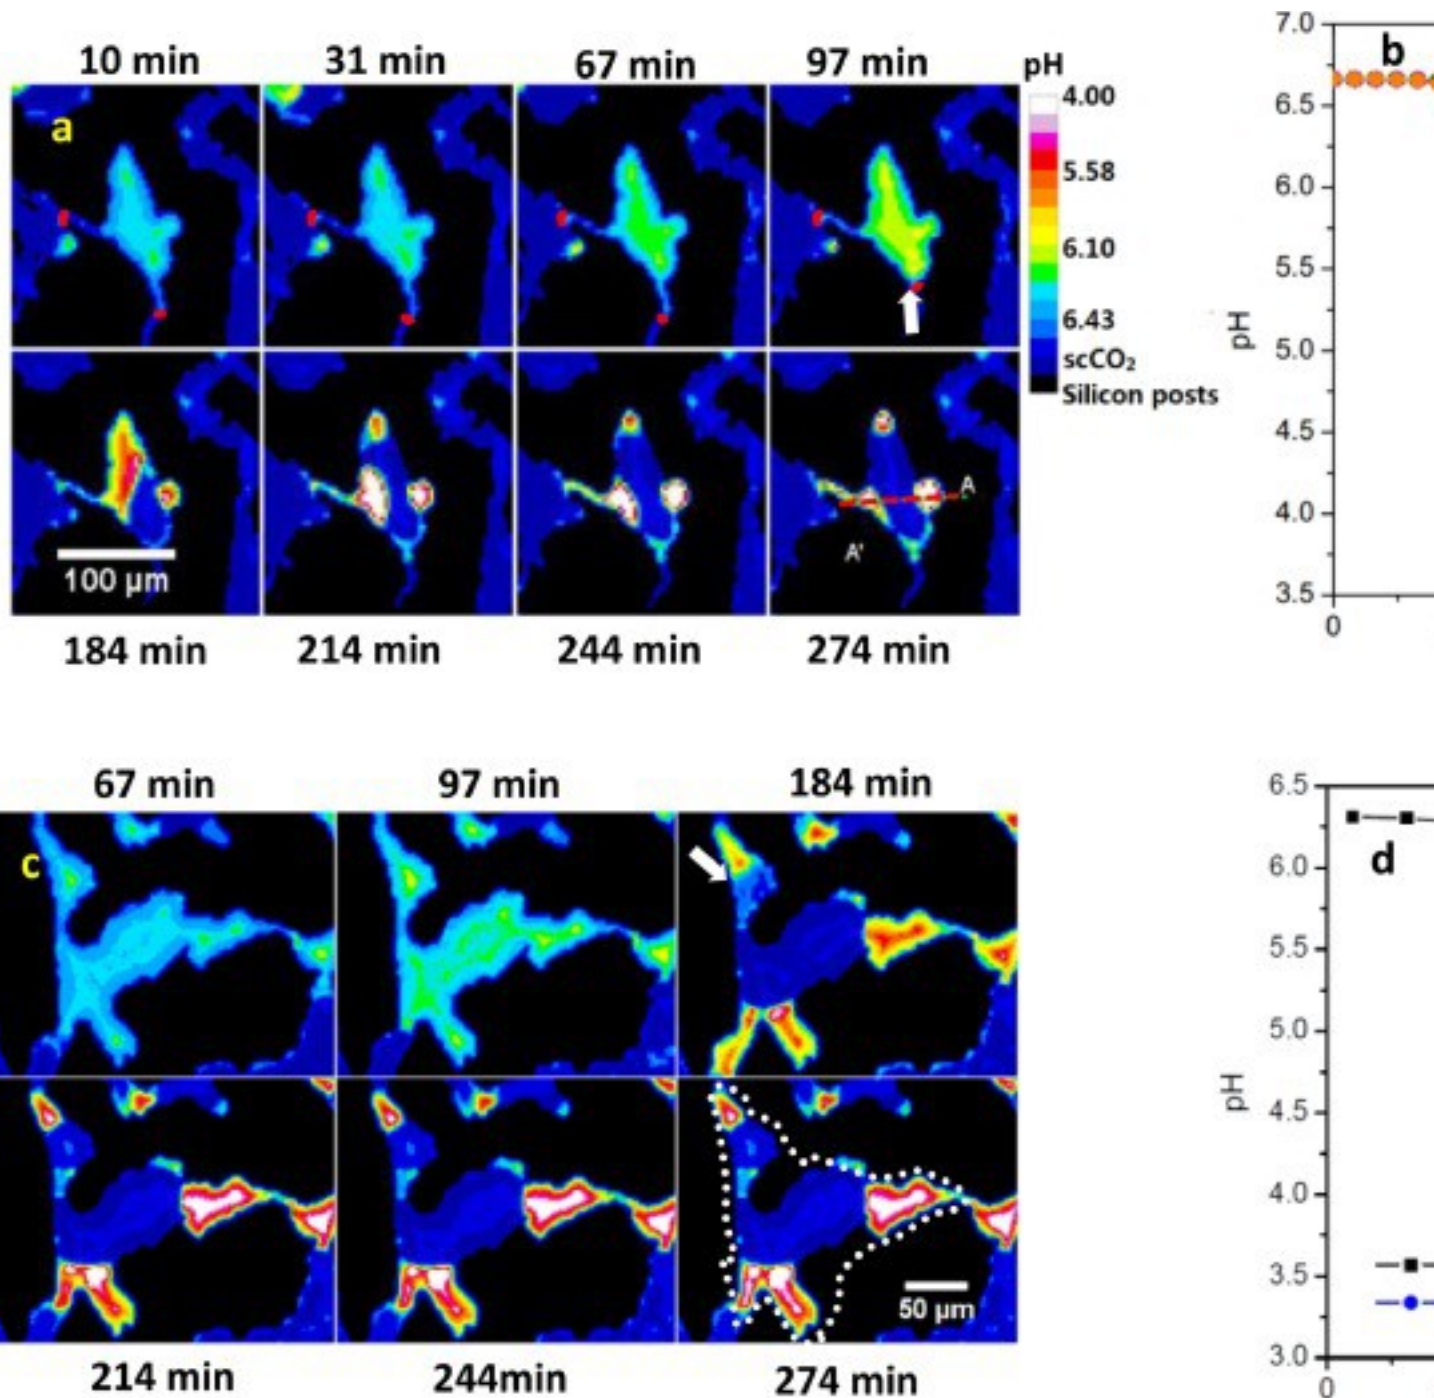 10 min
31 min
67 min
97 min
pH
a
4.00
5.58
6.10
6.43
scCO₂
Silicon posts
100 µm
A
A'
184 min
214 min
244 min
274 min
b
7.0
6.5
6.0
5.5
5.0
4.5
4.0
3.5
pH
0
67 min
97 min
184 min
c
50 µm
214 min
244min
274 min
6.5
d
6.0
5.5
5.0
4.5
4.0
3.5
3.0
pH
0